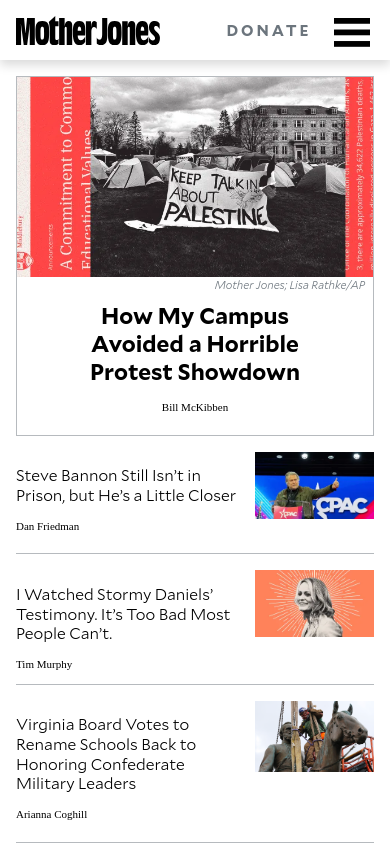 Mother Jones
DONATE
Middlebury
Announcements
A Commitment to Commo
Educational Values
KEEP TALKIN
ABOUT
PALESTINE
3, there are approximately 34,622 Palestinian deaths,
Mother Jones; Lisa Rathke/AP
How My Campus
Avoided a Horrible
Protest Showdown
Bill McKibben
Steve Bannon Still Isn’t in
Prison, but He’s a Little Closer
CPAC
CPAC
Dan Friedman
I Watched Stormy Daniels’
Testimony. It’s Too Bad Most
People Can’t.
Tim Murphy
Virginia Board Votes to
Rename Schools Back to
Honoring Confederate
Military Leaders
Arianna Coghill